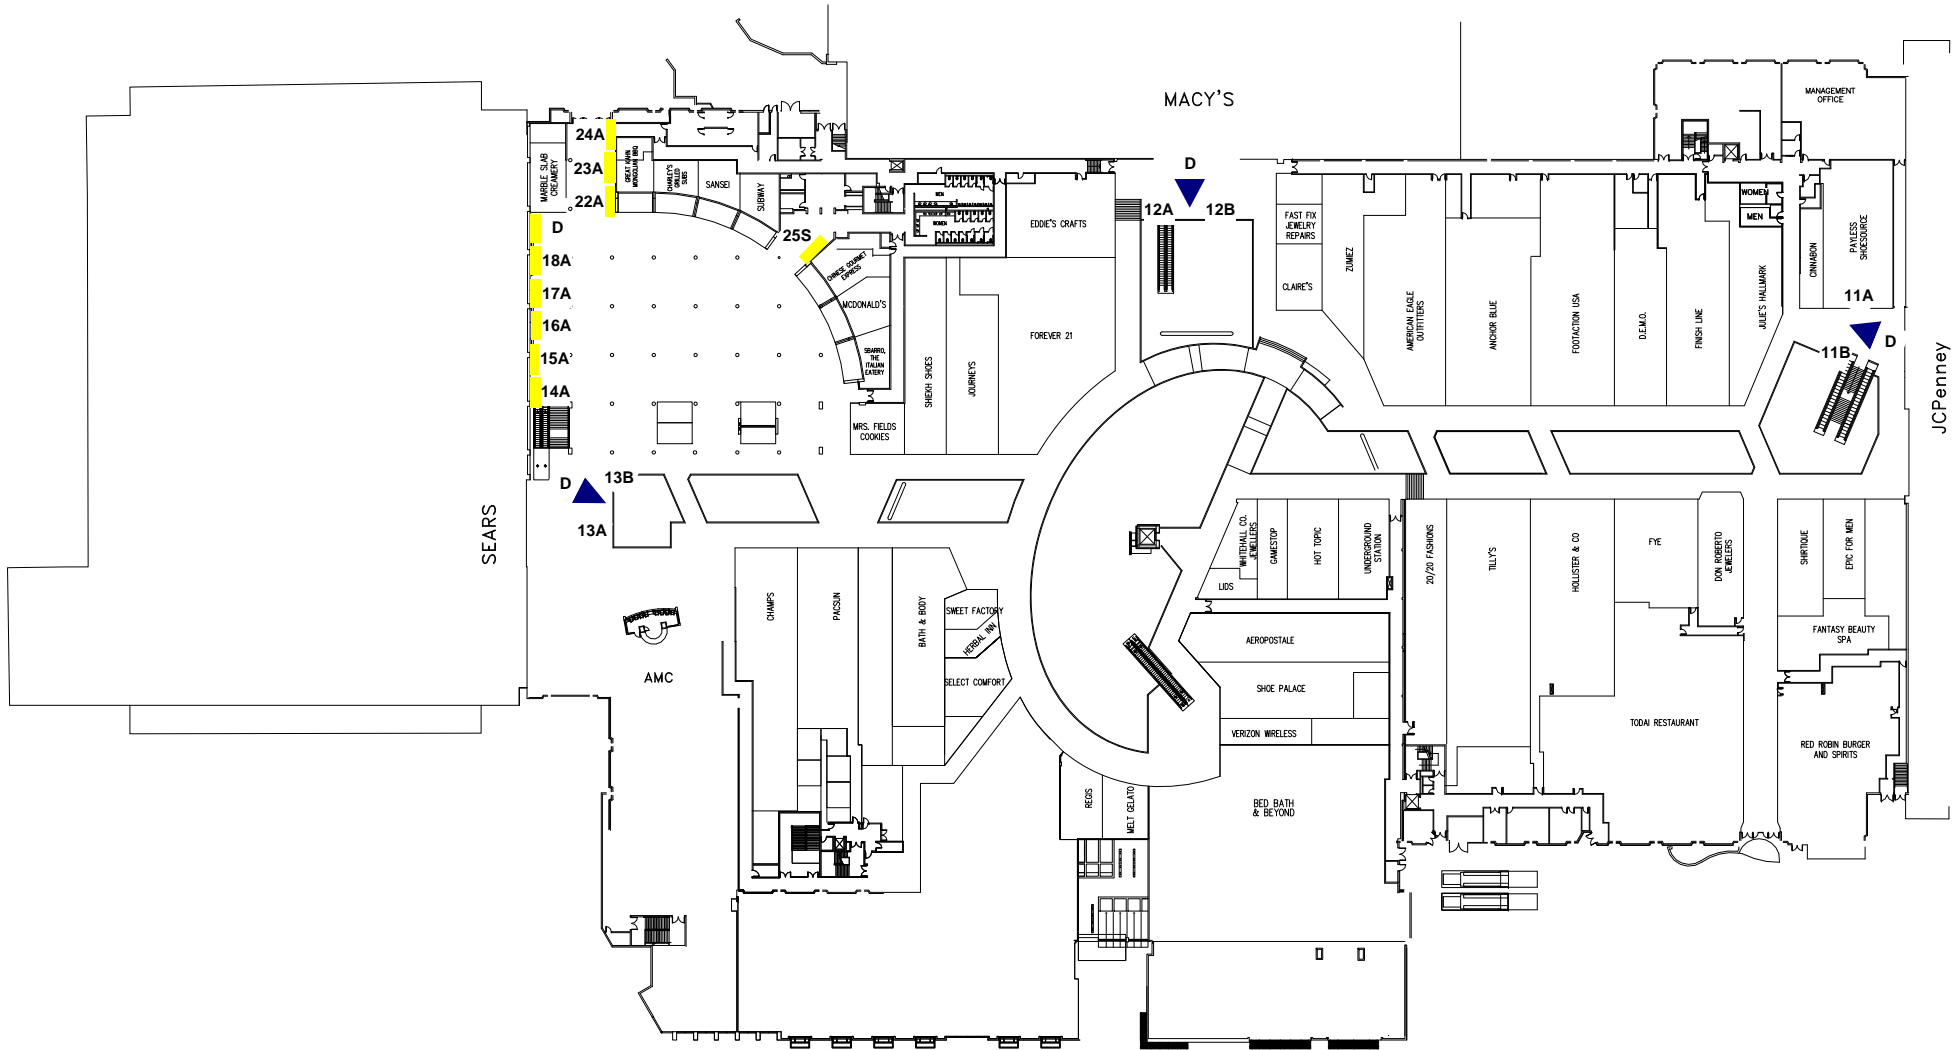 MACY'S
MANAGEMENT
OFFICE
24A
23A
22A
MARBLE SLAB
CREAMERY
GREAT KAHN
MONGOLIAN BBQ
CHARLEY'S
GRILLED
SUBS
SANSEI
SUBWAY
MEN
WOMEN
EDDIE'S CRAFTS
D
12A
12B
FAST FIX
JEWELRY
REPAIRS
CLAIRE'S
ZUMIEZ
AMERICAN EAGLE
OUTFITTERS
ANCHOR BLUE
FOOTACTION USA
D.E.M.O.
FINISH LINE
JULIE'S HALLMARK
WOMEN
MEN
CINNABON
PAYLESS
SHOESOURCE
11A
D
11B
JCPenney
D
18A
17A
16A
15A
14A
25S
CHINESE GOURMET
EXPRESS
MCDONALD'S
SBARRO,
THE
ITALIAN
EATERY
MRS. FIELDS
COOKIES
SHIEKH SHOES
JOURNEYS
FOREVER 21
SEARS
D
13B
13A
AMC
CHAMPS
PACSUN
BATH & BODY
SWEET FACTORY
HERBAL INN
SELECT COMFORT
WHITEHALL CO.
JEWELLERS
LIDS
GAMESTOP
HOT TOPIC
UNDERGROUND
STATION
AEROPOSTALE
SHOE PALACE
VERIZON WIRELESS
REGIS
MELT GELATO
BED BATH
& BEYOND
20/20 FASHIONS
TILLY'S
HOLLISTER & CO
FYE
DON ROBERTO
JEWELERS
TODAI RESTAURANT
SHIRTIQUE
EPIC FOR MEN
FANTASY BEAUTY
SPA
RED ROBIN BURGER
AND SPIRITS